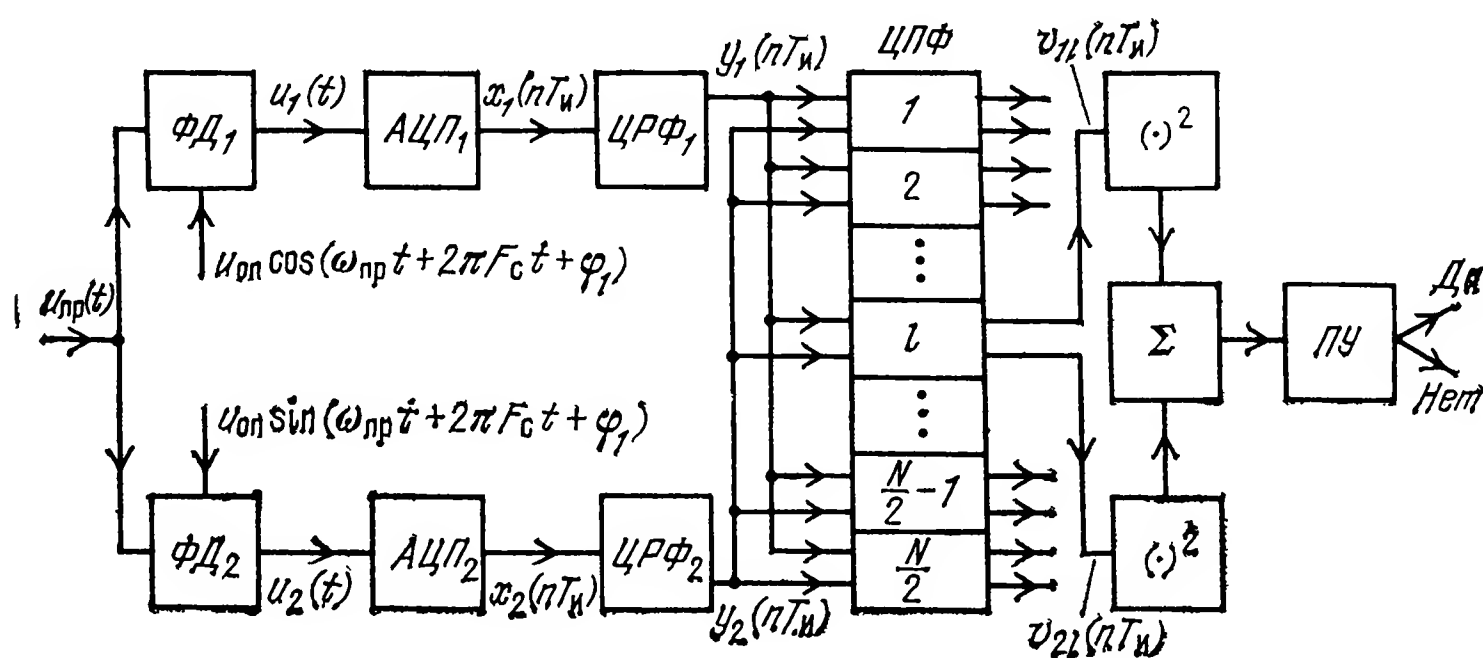 ЦПФ
y₁(nTи)
v₁l(nTи)
u₁(t)
x₁(nTи)
ФД₁
АЦП₁
ЦРФ₁
1
(·)²
2
⋮
uоп cos(ωпр t + 2πFс t + φ₁)
uпр(t)
l
Σ
ПУ
Да
Нет
uоп sin(ωпр t + 2πFс t + φ₁)
⋮
N/2 - 1
ФД₂
АЦП₂
ЦРФ₂
N/2
(·)²
u₂(t)
x₂(nTи)
y₂(nTи)
v₂l(nTи)